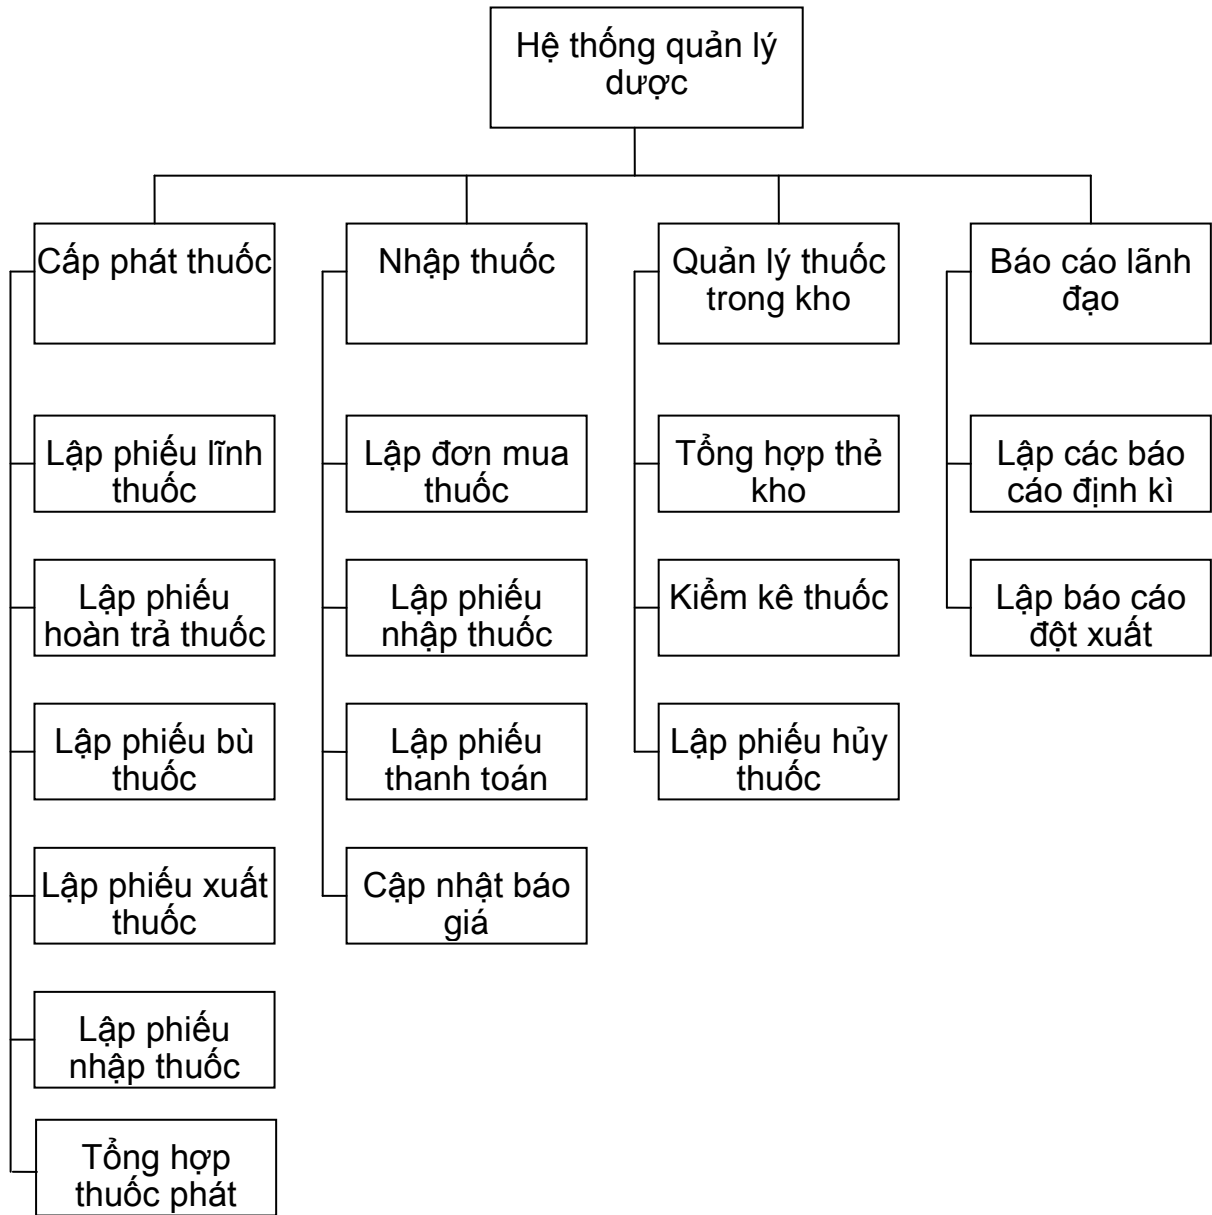 Hệ thống quản lý
dược
Cấp phát thuốc
Nhập thuốc
Quản lý thuốc
trong kho
Báo cáo lãnh
đạo
Lập phiếu lĩnh
thuốc
Lập đơn mua
thuốc
Tổng hợp thẻ
kho
Lập các báo
cáo định kì
Lập phiếu
hoàn trả thuốc
Lập phiếu
nhập thuốc
Kiểm kê thuốc
Lập báo cáo
đột xuất
Lập phiếu bù
thuốc
Lập phiếu
thanh toán
Lập phiếu hủy
thuốc
Lập phiếu xuất
thuốc
Cập nhật báo
giá
Lập phiếu
nhập thuốc
Tổng hợp
thuốc phát